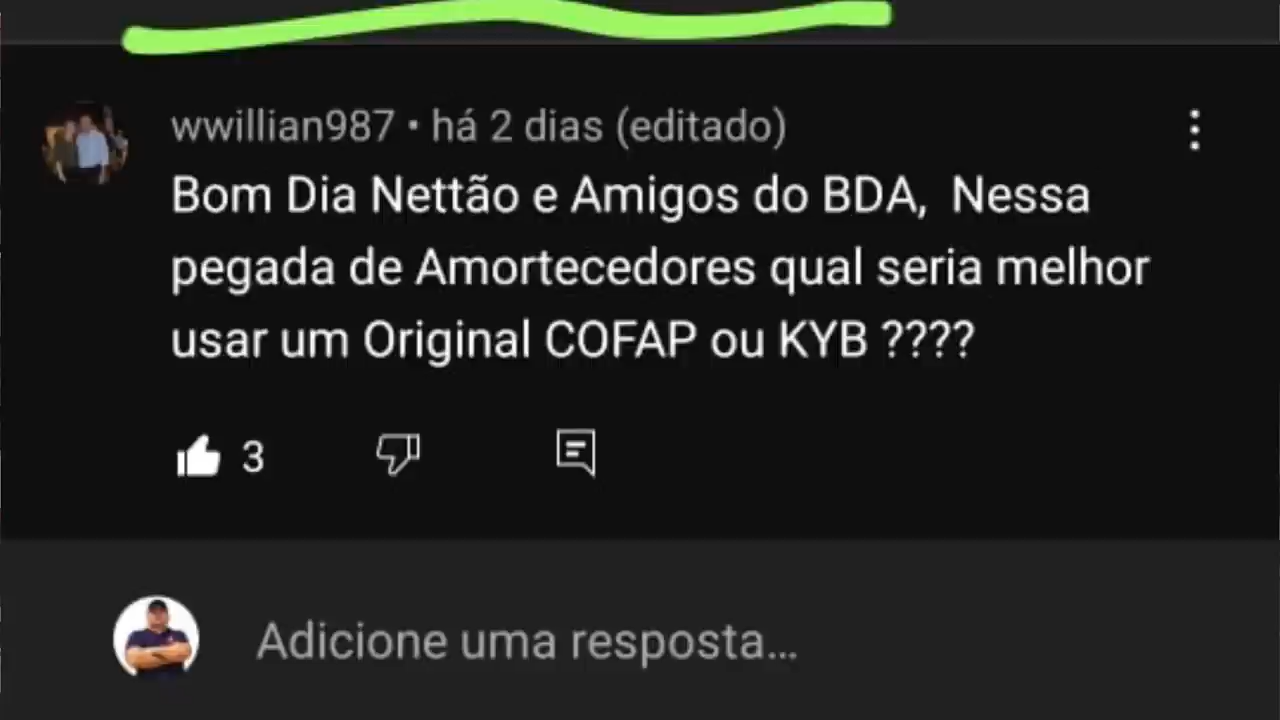 wwillian987 • há 2 dias (editado)
Bom Dia Nettão e Amigos do BDA, Nessa
pegada de Amortecedores qual seria melhor
usar um Original COFAP ou KYB ????
3
Adicione uma resposta...